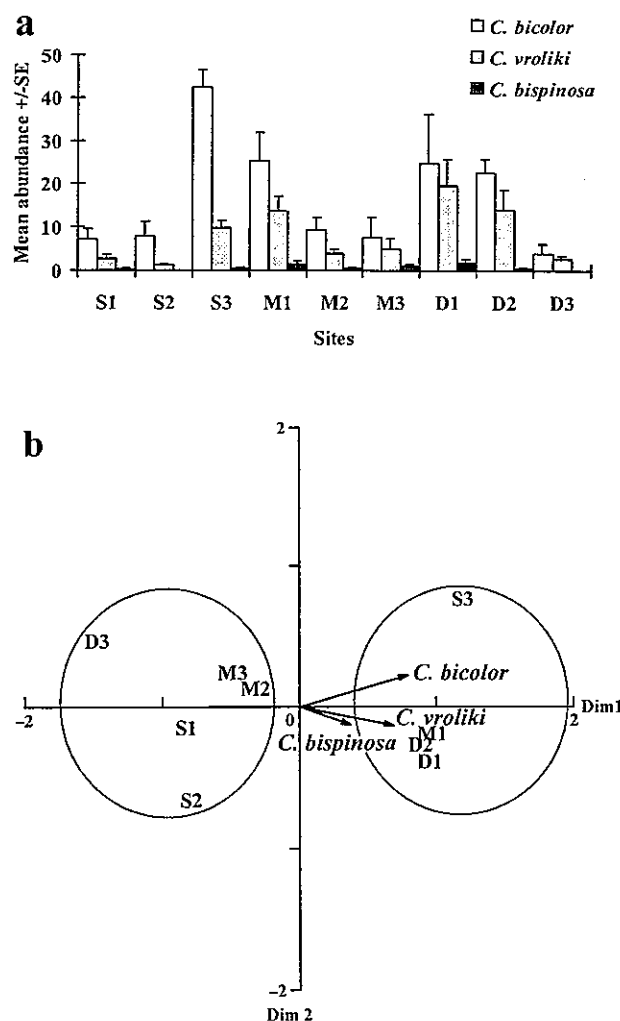 a
C. bicolor
C. vroliki
C. bispinosa
Mean abundance +/-SE
50
40
30
20
10
0
S1 S2 S3 M1 M2 M3 D1 D2 D3
Sites
b
2
S3
D3
M3
M2
C. bicolor
-2
0
2
Dim1
C. vroliki
S1
M1
C. bispinosa
D2
D1
S2
-2
Dim 2